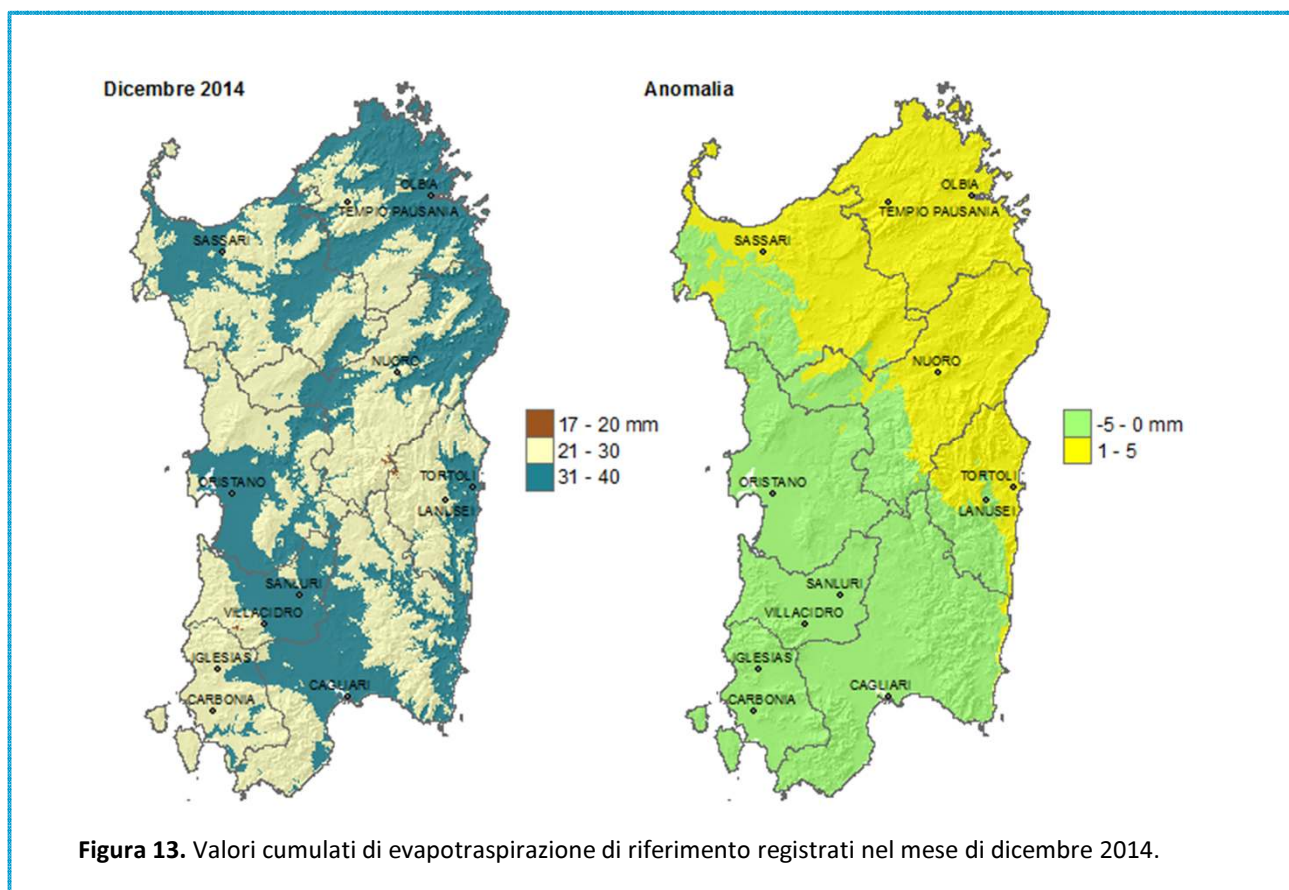 Dicembre 2014
OLBIA
TEMPIO PAUSANIA
SASSARI
NUORO
TORTOLI
ORISTANO
LANUSEI
SANLURI
VILLACIDRO
IGLESIAS
CAGLIARI
CARBONIA
17 - 20 mm
21 - 30
31 - 40
Anomalia
OLBIA
TEMPIO PAUSANIA
SASSARI
NUORO
TORTOLI
ORISTANO
LANUSEI
SANLURI
VILLACIDRO
IGLESIAS
CAGLIARI
CARBONIA
-5 - 0 mm
1 - 5
Figura 13. Valori cumulati di evapotraspirazione di riferimento registrati nel mese di dicembre 2014.